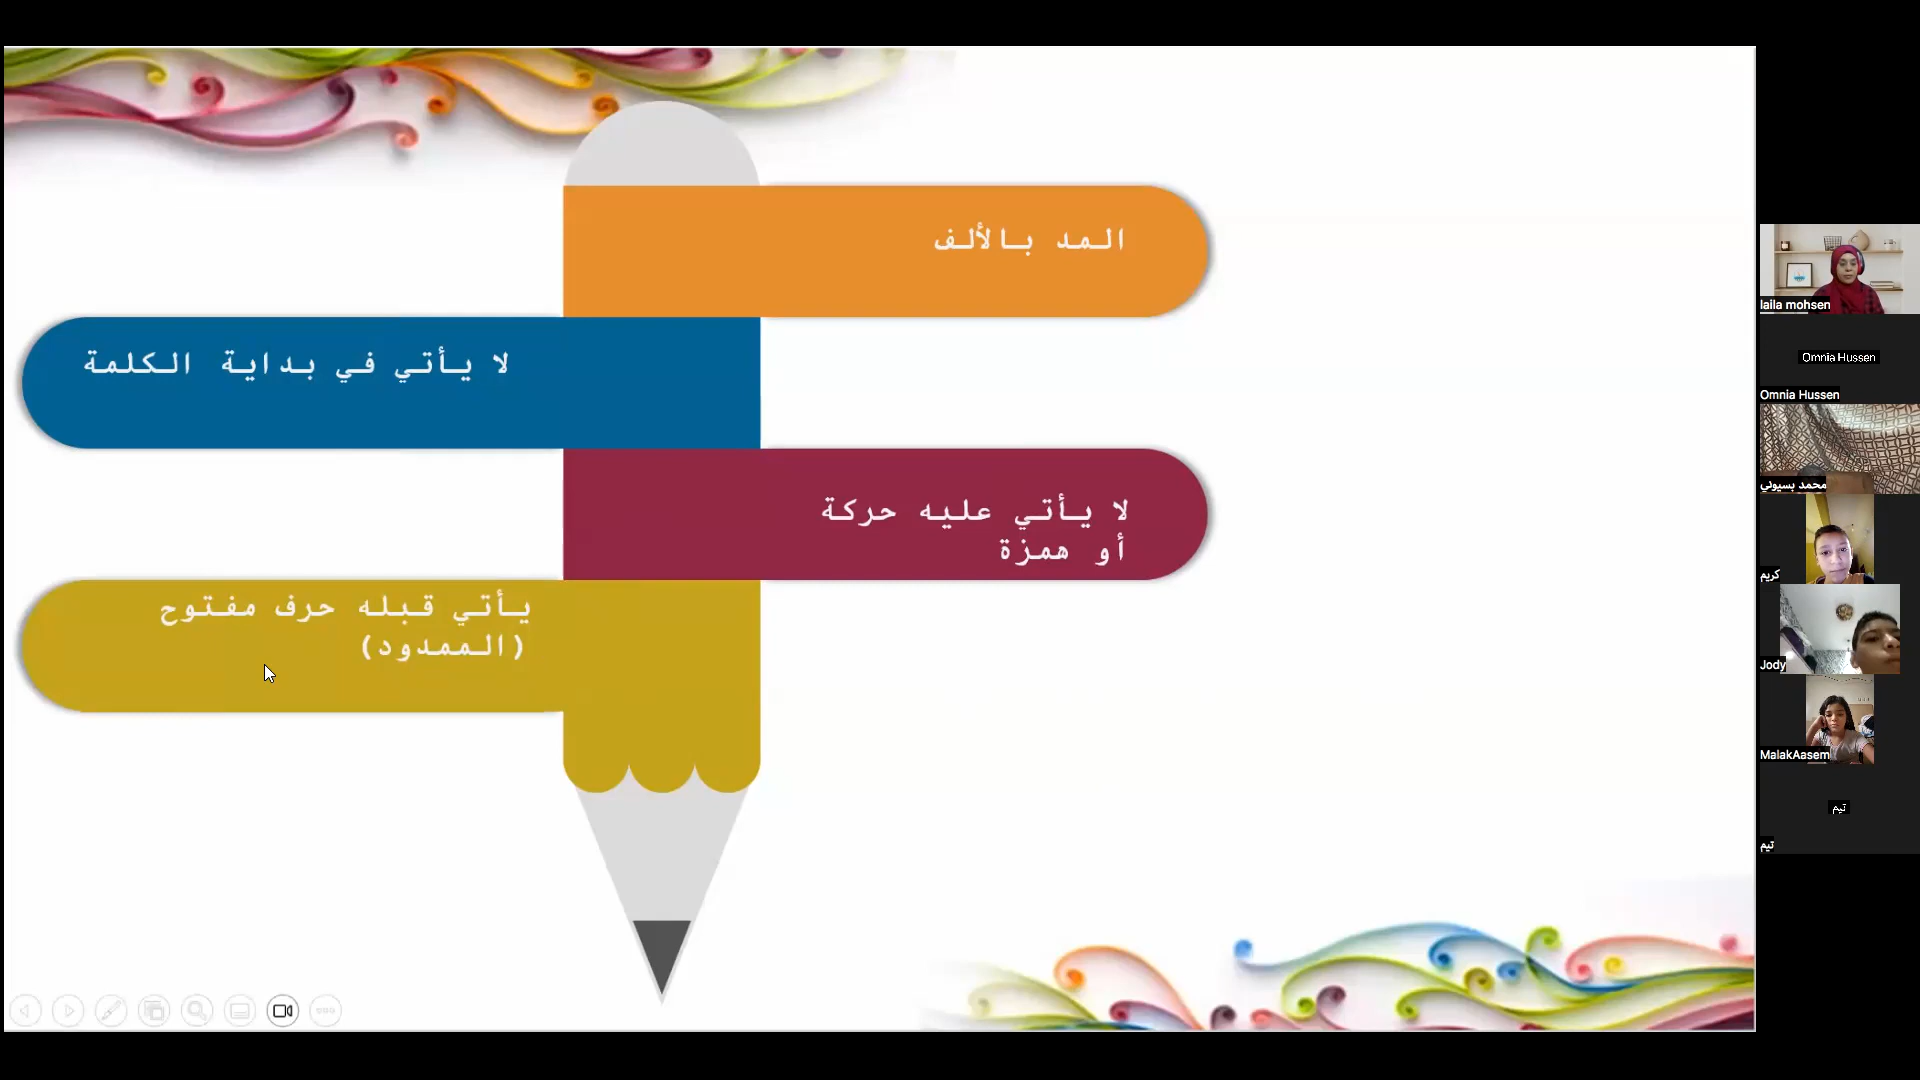 المد بالألف
لا يأتي في بداية الكلمة
لا يأتي عليه حركة
أو همزة
يأتي قبله حرف مفتوح
(الممدود)
laila mohsen
Omnia Hussen
Omnia Hussen
محمد بسيوني
كريم
Jody
MalakAasem
تيم
تيم